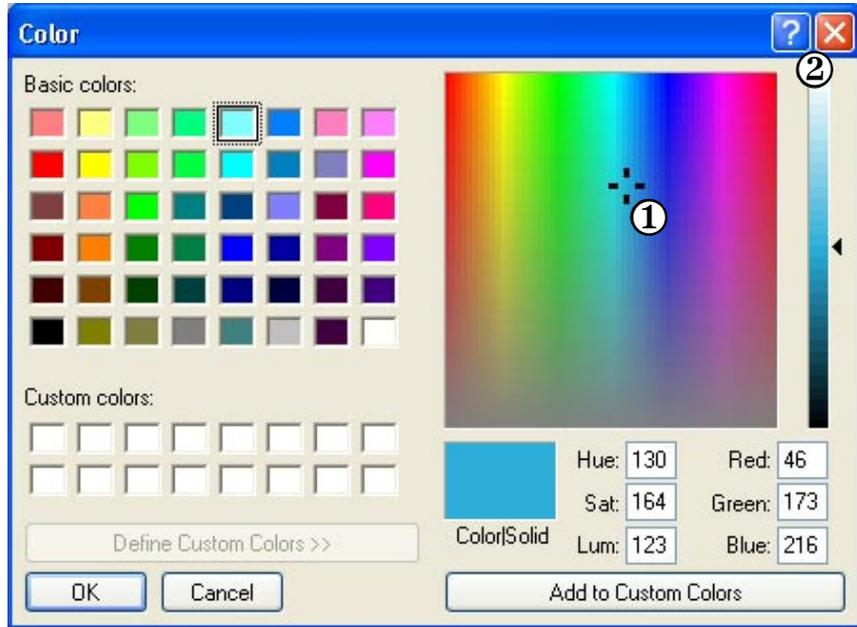 Color
?
②
Basic colors:
①
Custom colors:
Define Custom Colors >>
OK
Cancel
Color|Solid
Hue: 130
Sat: 164
Lum: 123
Red: 46
Green: 173
Blue: 216
Add to Custom Colors